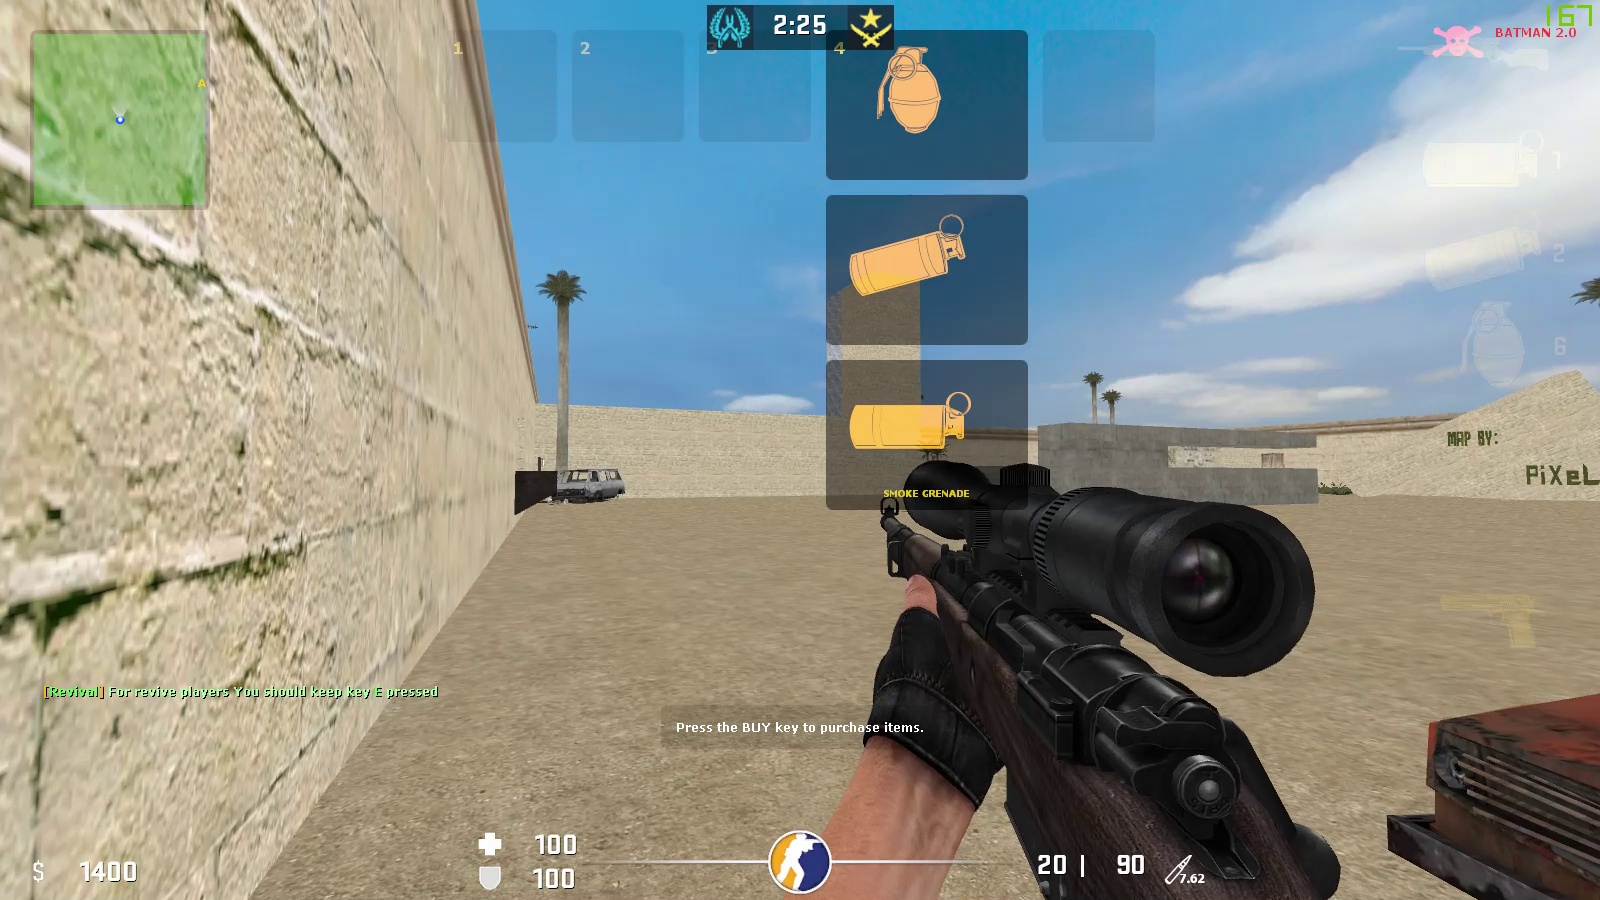 2:25
167
BATMAN 2.0
1
2
3
4
1
2
6
A
MAP BY:
PiXeL
SMOKE GRENADE
[Revival] For revive players You should keep key E pressed
Press the BUY key to purchase items.
$ 1400
100
100
20 | 90
7.62